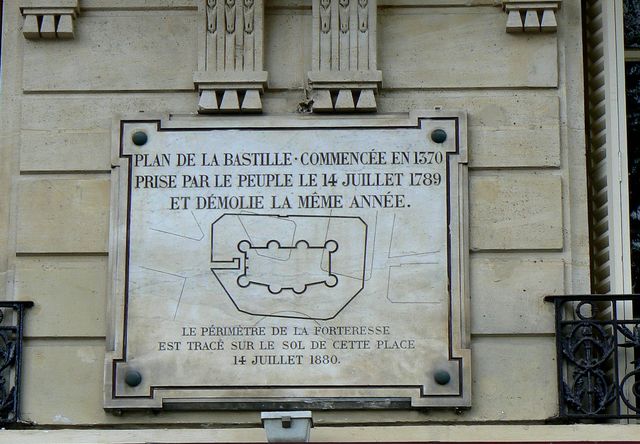 PLAN DE LA BASTILLE · COMMENCÉE EN 1370
PRISE PAR LE PEUPLE LE 14 JUILLET 1789
ET DÉMOLIE LA MÊME ANNÉE.
LE PÉRIMÈTRE DE LA FORTERESSE
EST TRACÉ SUR LE SOL DE CETTE PLACE
14 JUILLET 1880.